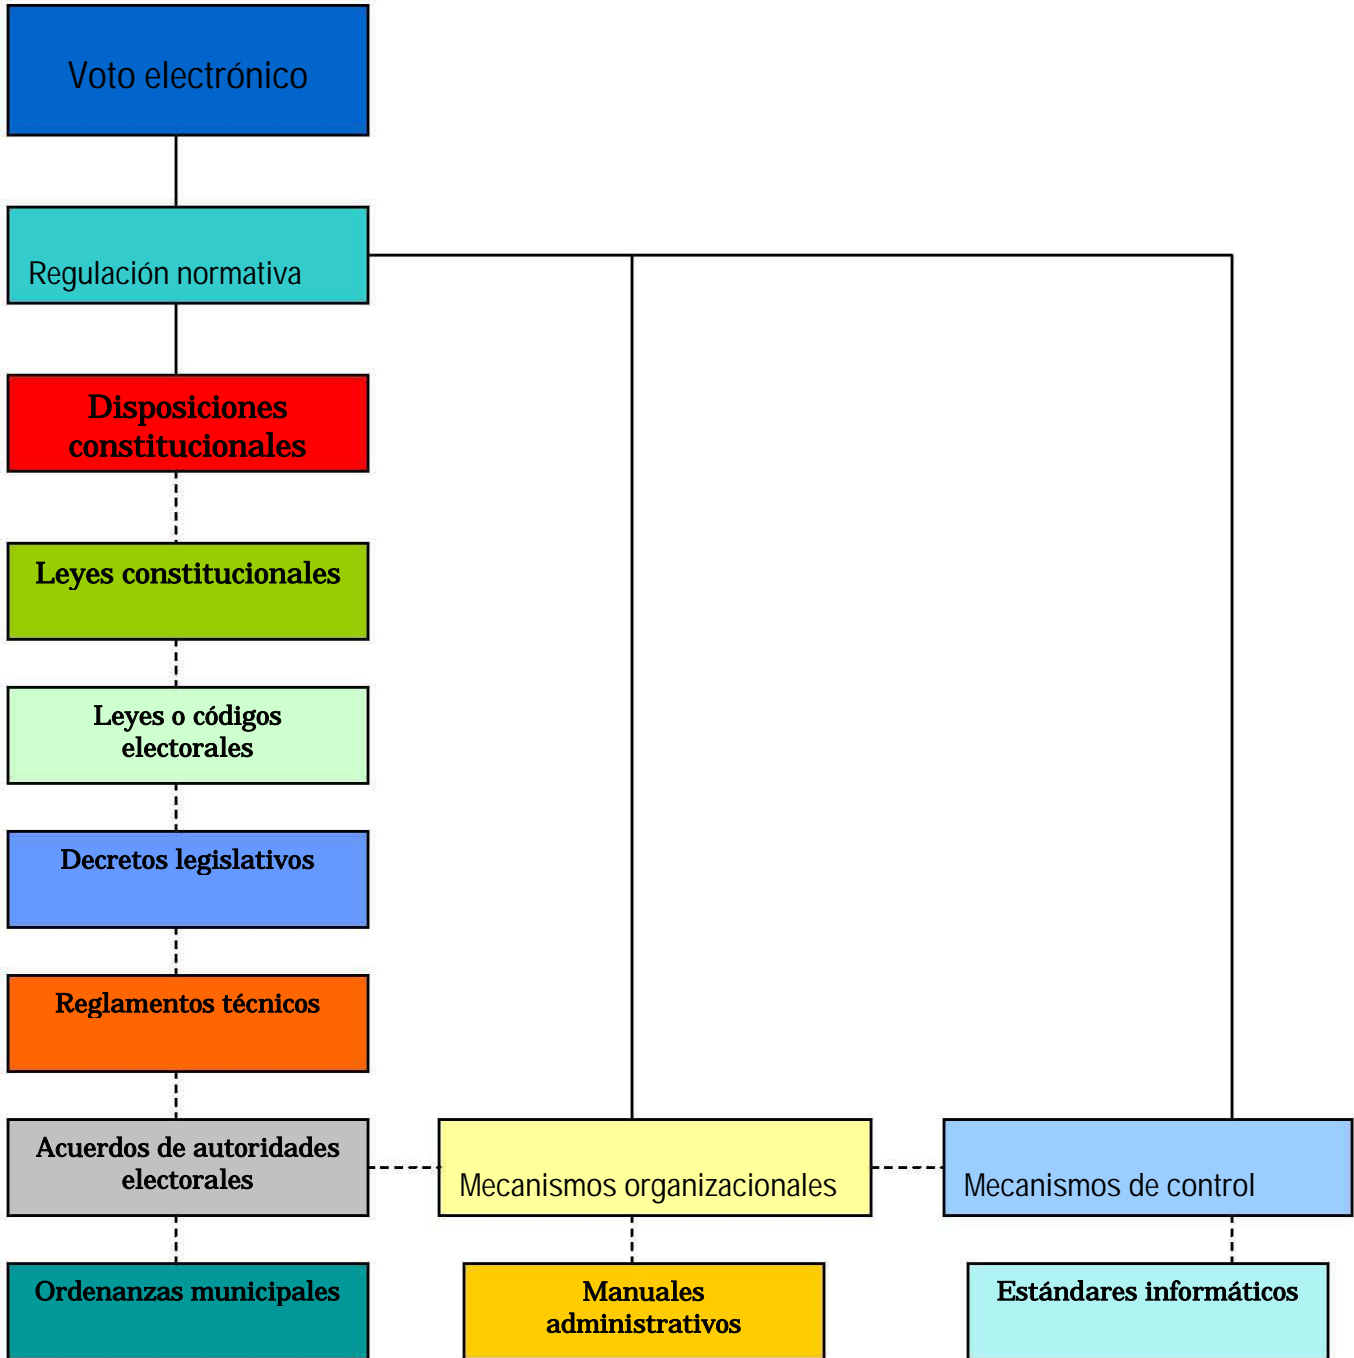 Voto electrónico
Regulación normativa
Disposiciones
constitucionales
Leyes constitucionales
Leyes o códigos
electorales
Decretos legislativos
Reglamentos técnicos
Acuerdos de autoridades
electorales
Mecanismos organizacionales
Mecanismos de control
Ordenanzas municipales
Manuales
administrativos
Estándares informáticos